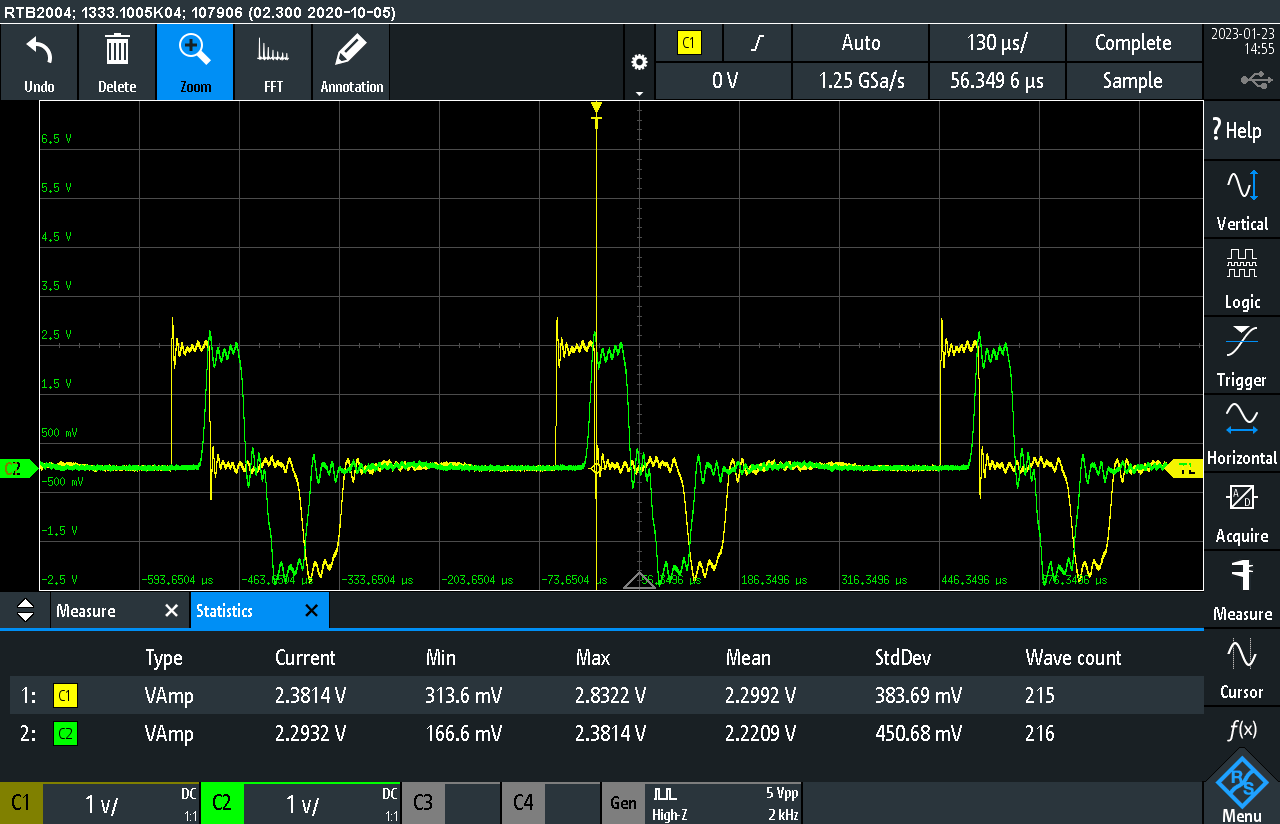 RTB2004; 1333.1005K04; 107906 (02.300 2020-10-05)
Undo
Delete
Zoom
FFT
Annotation
C1
Auto
130 µs/
Complete
0 V
1.25 GSa/s
56.349 6 µs
Sample
2023-01-23
14:55
? Help
Vertical
Logic
Trigger
Horizontal
Acquire
Measure
Cursor
f(x)
Menu
T
6.5 V
5.5 V
4.5 V
3.5 V
2.5 V
1.5 V
500 mV
C2
-500 mV
TL
-1.5 V
-2.5 V
-593,6504 µs
-463,6504 µs
-333,6504 µs
-203,6504 µs
-73,6504 µs
56,3496 µs
186,3496 µs
316,3496 µs
446,3496 µs
576,3496 µs
Measure
Statistics
Type Current Min Max Mean StdDev Wave count
1: C1 VAmp 2.3814 V 313.6 mV 2.8322 V 2.2992 V 383.69 mV 215
2: C2 VAmp 2.2932 V 166.6 mV 2.3814 V 2.2209 V 450.68 mV 216
C1 1 V/ DC 1:1
C2 1 V/ DC 1:1
C3
C4
Gen High-Z 5 Vpp 2 kHz
R&S